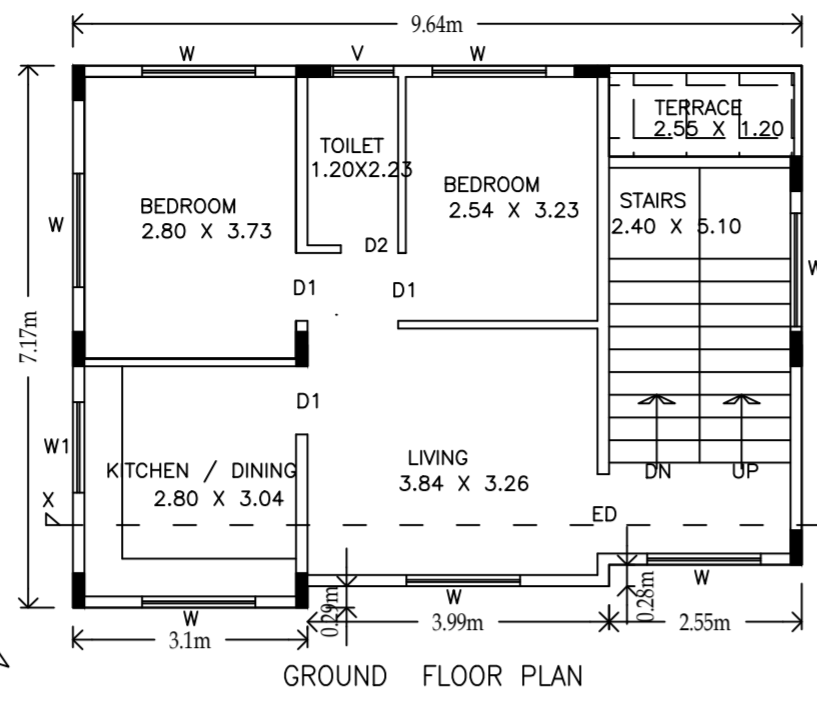 9.64m
W
V
W
TERRACE
2.55 X 1.20
TOILET
1.20X2.23
BEDROOM
2.80 X 3.73
BEDROOM
2.54 X 3.23
STAIRS
2.40 X 5.10
W
W
D2
D1
D1
7.17m
D1
W1
KITCHEN / DINING
2.80 X 3.04
LIVING
3.84 X 3.26
DN
UP
X
ED
W
W
W
0.29m
0.28m
3.1m
3.99m
2.55m
GROUND FLOOR PLAN